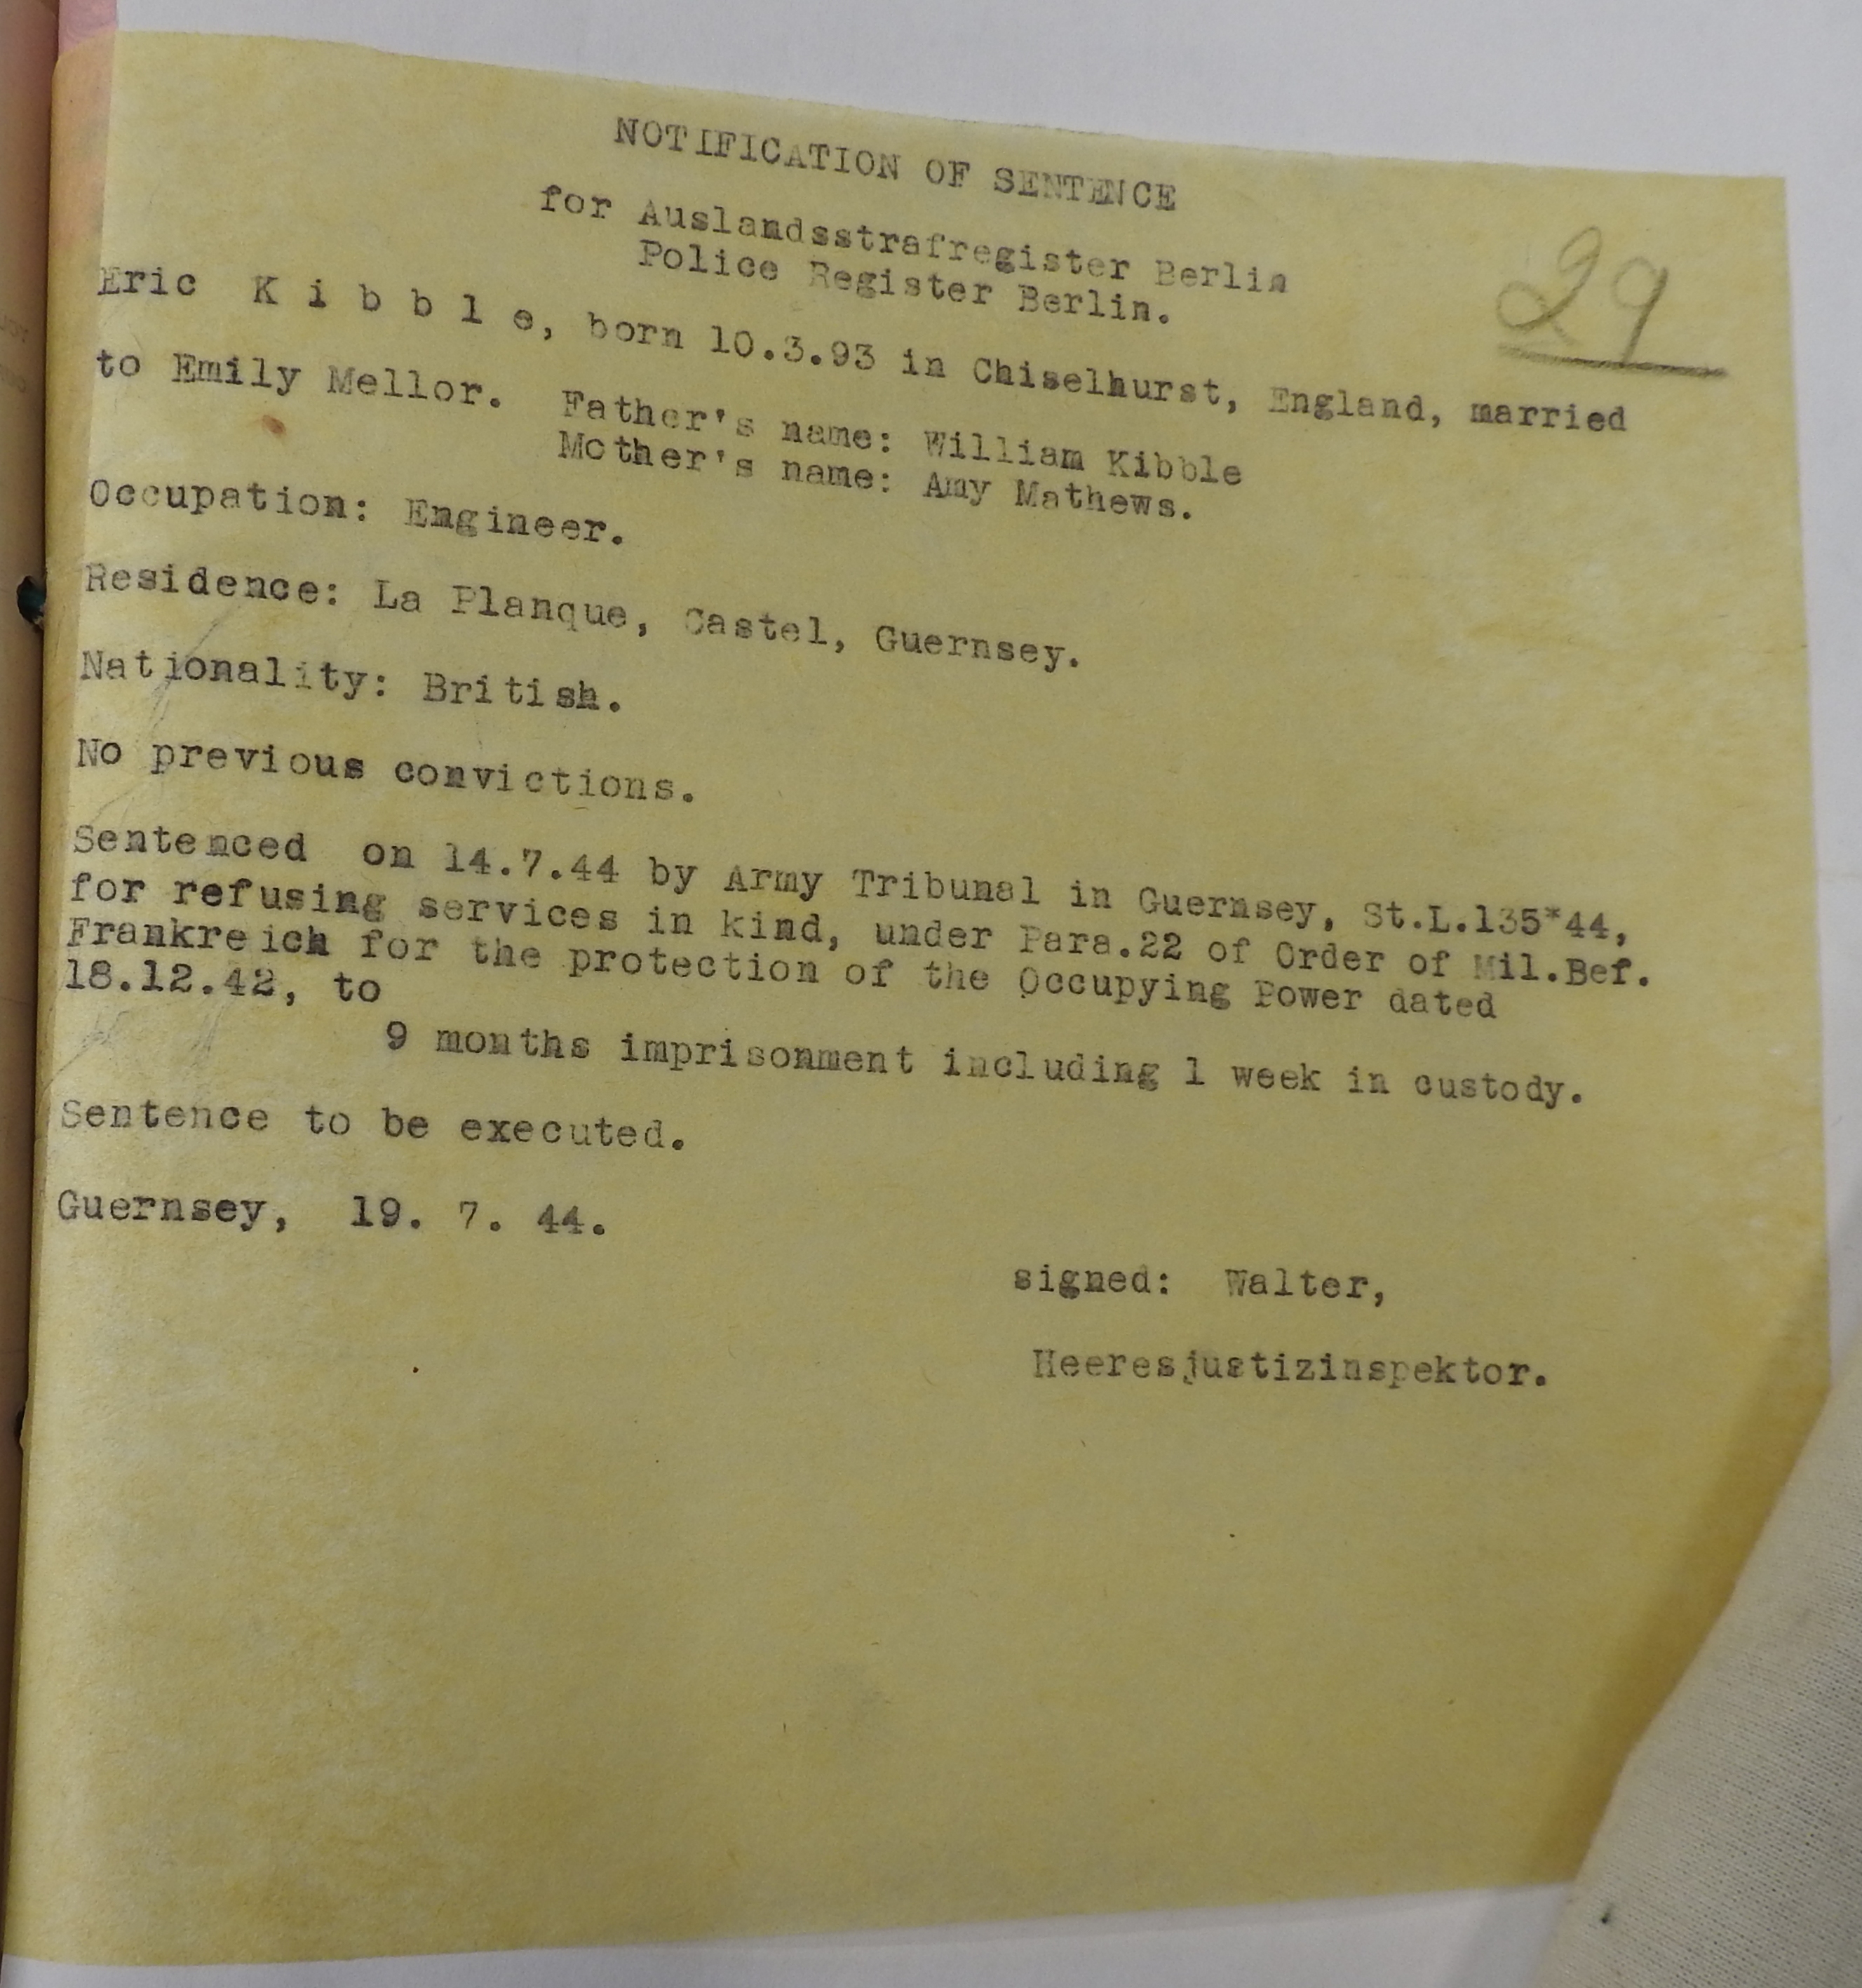 NOTIFICATION OF SENTENCE
for Auslandsstrafregister Berlin
Police Register Berlin.
29
Eric K i b b l e, born 10.3.93 in Chiselhurst, England, married
to Emily Mellor. Father's name: William Kibble
Mother's name: Amy Mathews.
Occupation: Engineer.
Residence: La Planque, Castel, Guernsey.
Nationality: British.
No previous convictions.
Sentenced on 14.7.44 by Army Tribunal in Guernsey, St.L.135*44,
for refusing services in kind, under Para.22 of Order of Mil.Bef.
Frankreich for the protection of the Occupying Power dated
18.12.42, to
9 months imprisonment including 1 week in custody.
Sentence to be executed.
Guernsey, 19. 7. 44.
signed: Walter,
Heeresjustizinspektor.